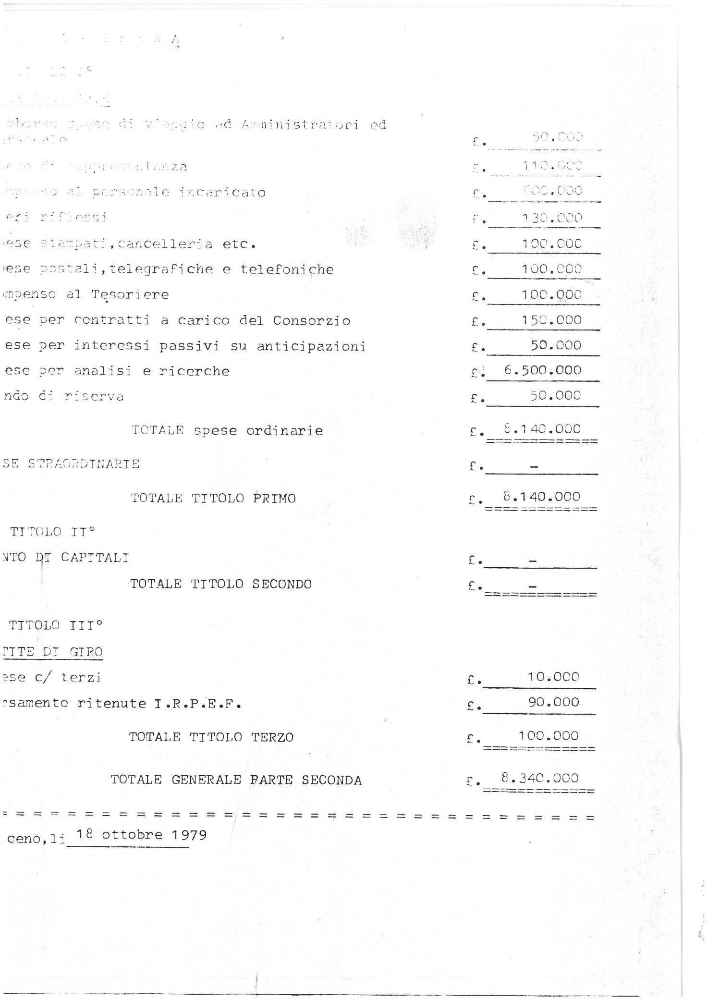 S P E S A
TITOLO I°
mborso spese di viaggio ad Amministratori ed
ersonale £. 50.000
ese di rappresentanza £. 110.000
mpenso al personale incaricato £. 600.000
eri riflessi £. 130.000
ese stampati,cancelleria etc. £. 100.000
ese postali,telegrafiche e telefoniche £. 100.000
mpenso al Tesoriere £. 100.000
ese per contratti a carico del Consorzio £. 150.000
ese per interessi passivi su anticipazioni £. 50.000
ese per analisi e ricerche £. 6.500.000
ndo di riserva £. 50.000
TOTALE spese ordinarie £. 8.140.000
=============
SE STRAORDINARIE £. –
TOTALE TITOLO PRIMO £. 8.140.000
=============
TITOLO II°
NTO DI CAPITALI £. –
TOTALE TITOLO SECONDO £. –
=============
TITOLO III°
TITE DI GIRO
ese c/ terzi £. 10.000
rsamento ritenute I.R.P.E.F. £. 90.000
TOTALE TITOLO TERZO £. 100.000
=============
TOTALE GENERALE PARTE SECONDA £. 8.340.000
=============
= = = = = = = = = = = = = = = = = = = = = = = = = = = = = = = = = = =
ceno,li 18 ottobre 1979